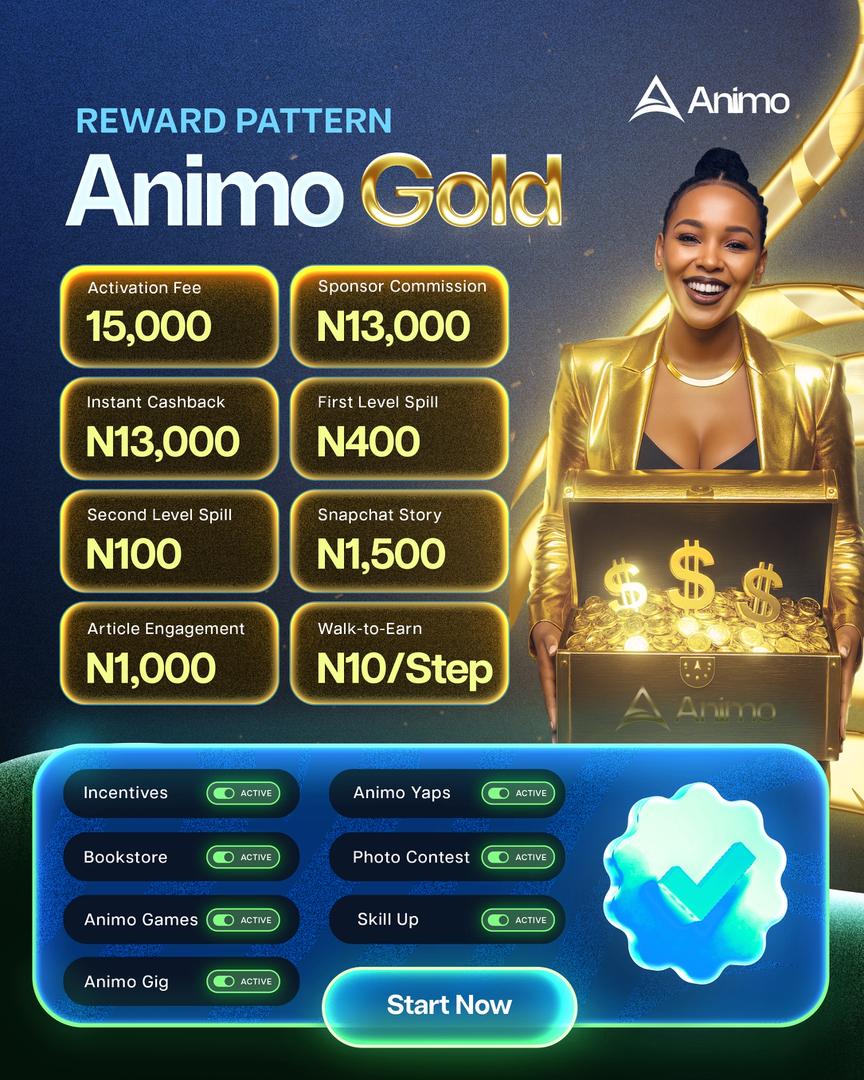 Animo
REWARD PATTERN
Animo Gold
Activation Fee
15,000
Sponsor Commission
N13,000
Instant Cashback
N13,000
First Level Spill
N400
Second Level Spill
N100
Snapchat Story
N1,500
Article Engagement
N1,000
Walk-to-Earn
N10/Step
$ $ $
Animo
Incentives ACTIVE
Animo Yaps ACTIVE
Bookstore ACTIVE
Photo Contest ACTIVE
Animo Games ACTIVE
Skill Up ACTIVE
Animo Gig ACTIVE
Start Now